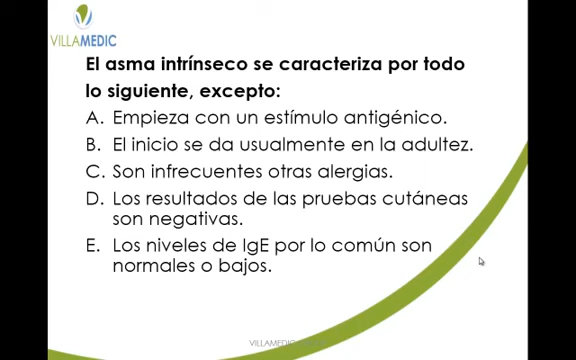 VILLAMEDIC
El asma intrínseco se caracteriza por todo
lo siguiente, excepto:
A. Empieza con un estímulo antigénico.
B. El inicio se da usualmente en la adultez.
C. Son infrecuentes otras alergias.
D. Los resultados de las pruebas cutáneas
son negativas.
E. Los niveles de IgE por lo común son
normales o bajos.
VILLAMEDIC